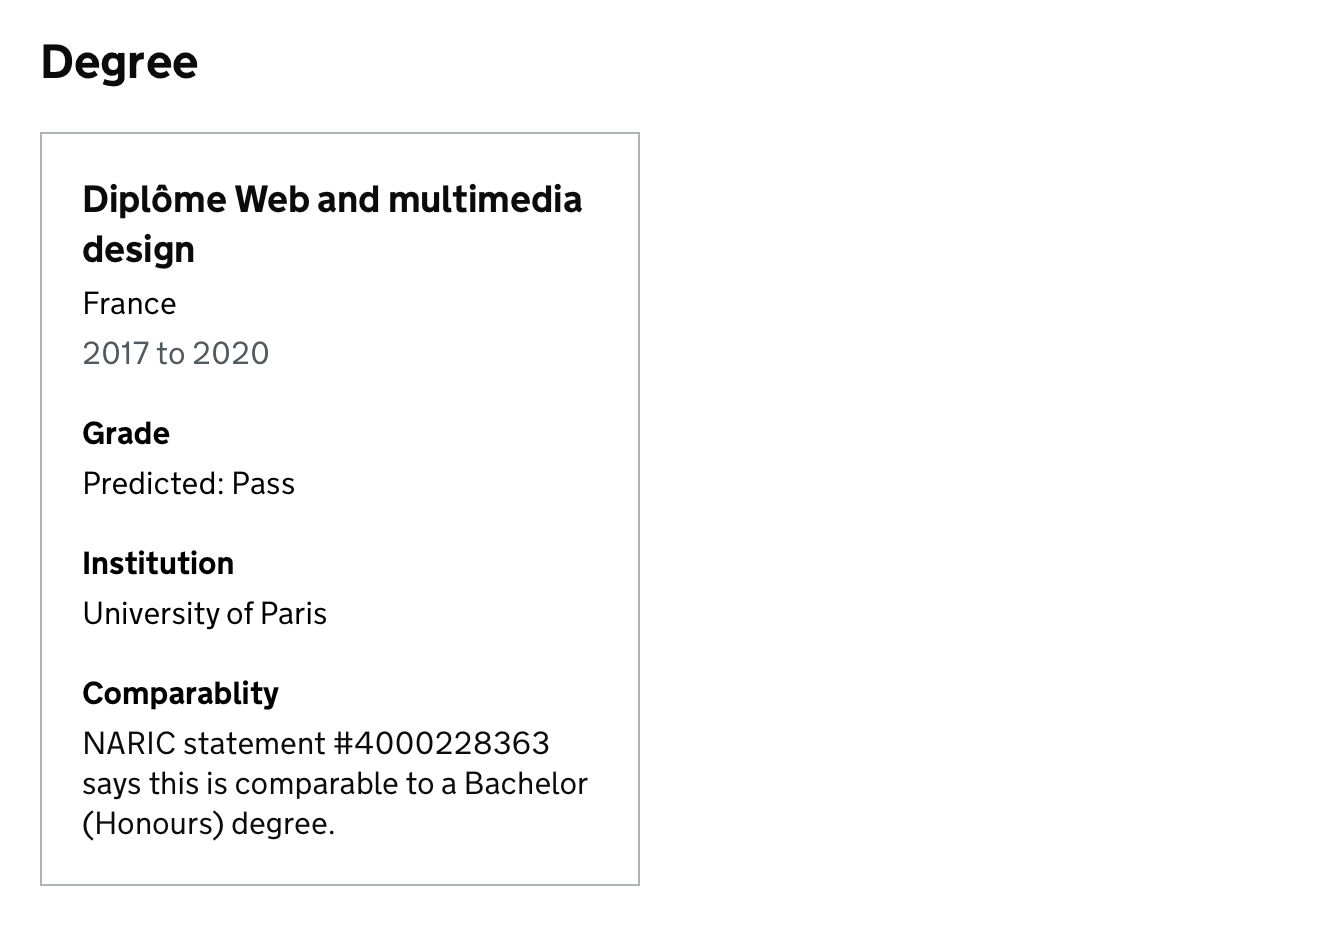 Degree
Diplôme Web and multimedia
design
France
2017 to 2020
Grade
Predicted: Pass
Institution
University of Paris
Comparablity
NARIC statement #4000228363
says this is comparable to a Bachelor
(Honours) degree.